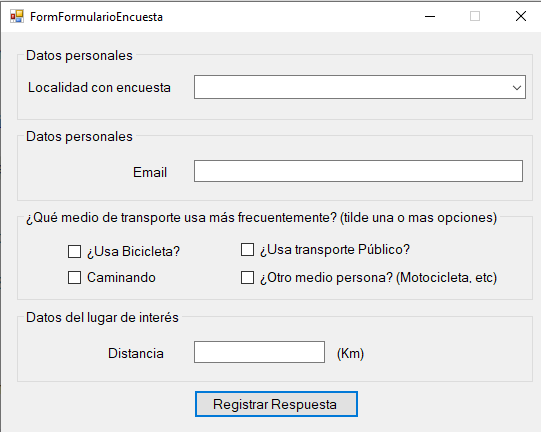 FormFormularioEncuesta
Datos personales
Localidad con encuesta
Datos personales
Email
¿Qué medio de transporte usa más frecuentemente? (tilde una o mas opciones)
¿Usa Bicicleta? ¿Usa transporte Público?
Caminando ¿Otro medio persona? (Motocicleta, etc)
Datos del lugar de interés
Distancia (Km)
Registrar Respuesta